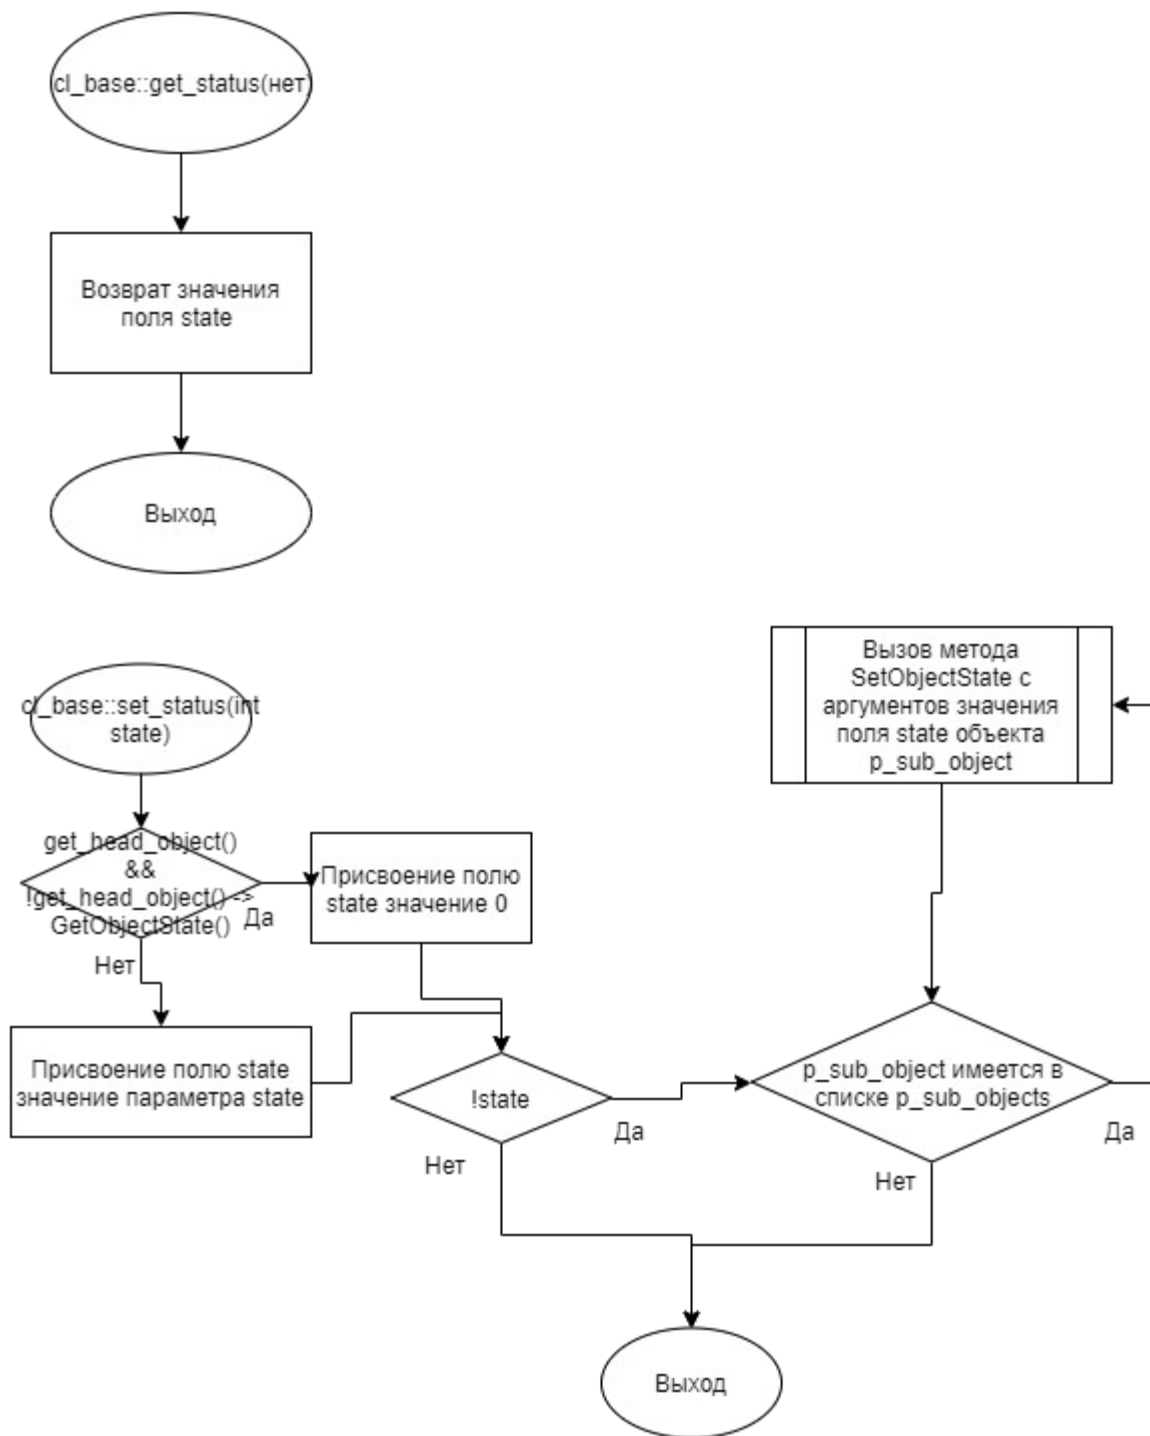 cl_base::get_status(нет)
Возврат значения
поля state
Выход
cl_base::set_status(int
state)
get_head_object()
&&
!get_head_object() ->
GetObjectState()
Да
Нет
Присвоение полю
state значение 0
Присвоение полю state
значение параметра state
!state
Да
Нет
Вызов метода
SetObjectState с
аргументов значения
поля state объекта
p_sub_object
p_sub_object имеется в
списке p_sub_objects
Да
Нет
Выход